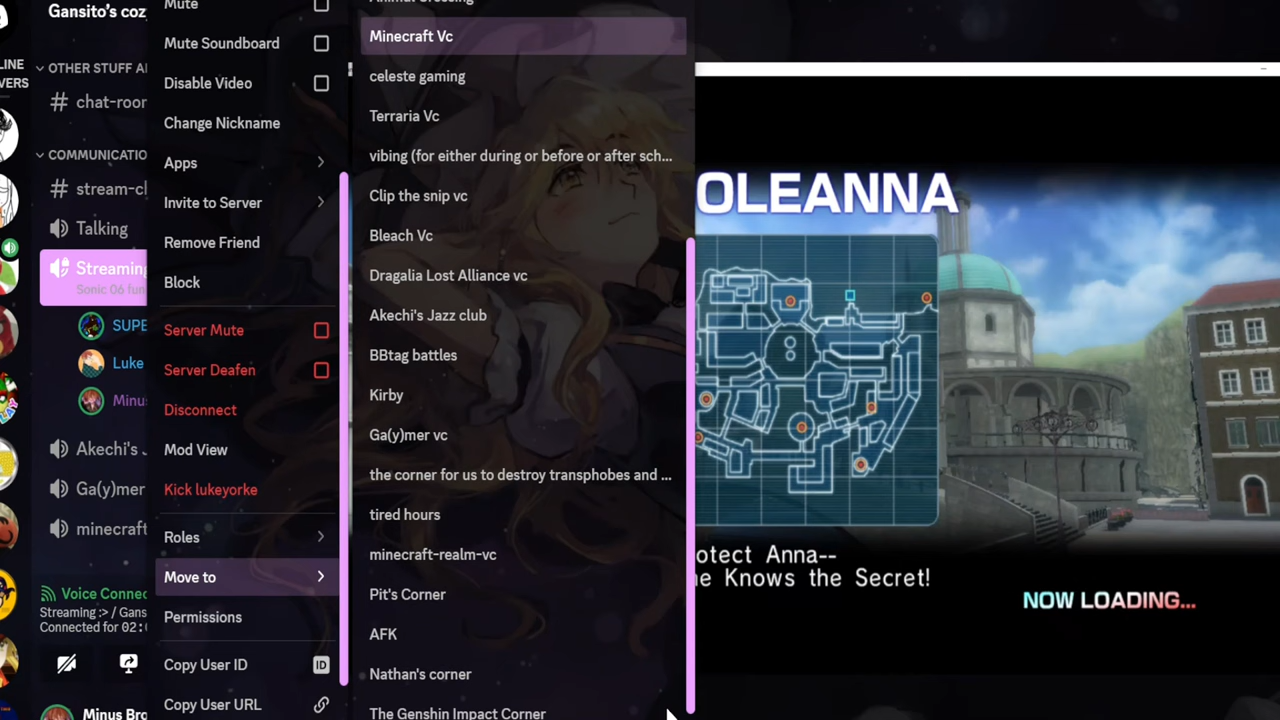 Gansito's coz
LINE
VERS
OTHER STUFF A
chat-roor
COMMUNICATIO
stream-cl
Talking
Streaming
Sonic 06 fun
SUPE
Luke
Minus
Akechi's
Ga(y)mer
minecraft
Voice Connec
Streaming :> / Gans
Connected for 02:
Minus Bro
Mute
Mute Soundboard
Disable Video
Change Nickname
Apps
Invite to Server
Remove Friend
Block
Server Mute
Server Deafen
Disconnect
Mod View
Kick lukeyorke
Roles
Move to
Permissions
Copy User ID
ID
Copy User URL
Animal Crossing
Minecraft Vc
celeste gaming
Terraria Vc
vibing (for either during or before or after sch...
Clip the snip vc
Bleach Vc
Dragalia Lost Alliance vc
Akechi's Jazz club
BBtag battles
Kirby
Ga(y)mer vc
the corner for us to destroy transphobes and ...
tired hours
minecraft-realm-vc
Pit's Corner
AFK
Nathan's corner
The Genshin Impact Corner
OLEANNA
otect Anna--
e Knows the Secret!
NOW LOADING...